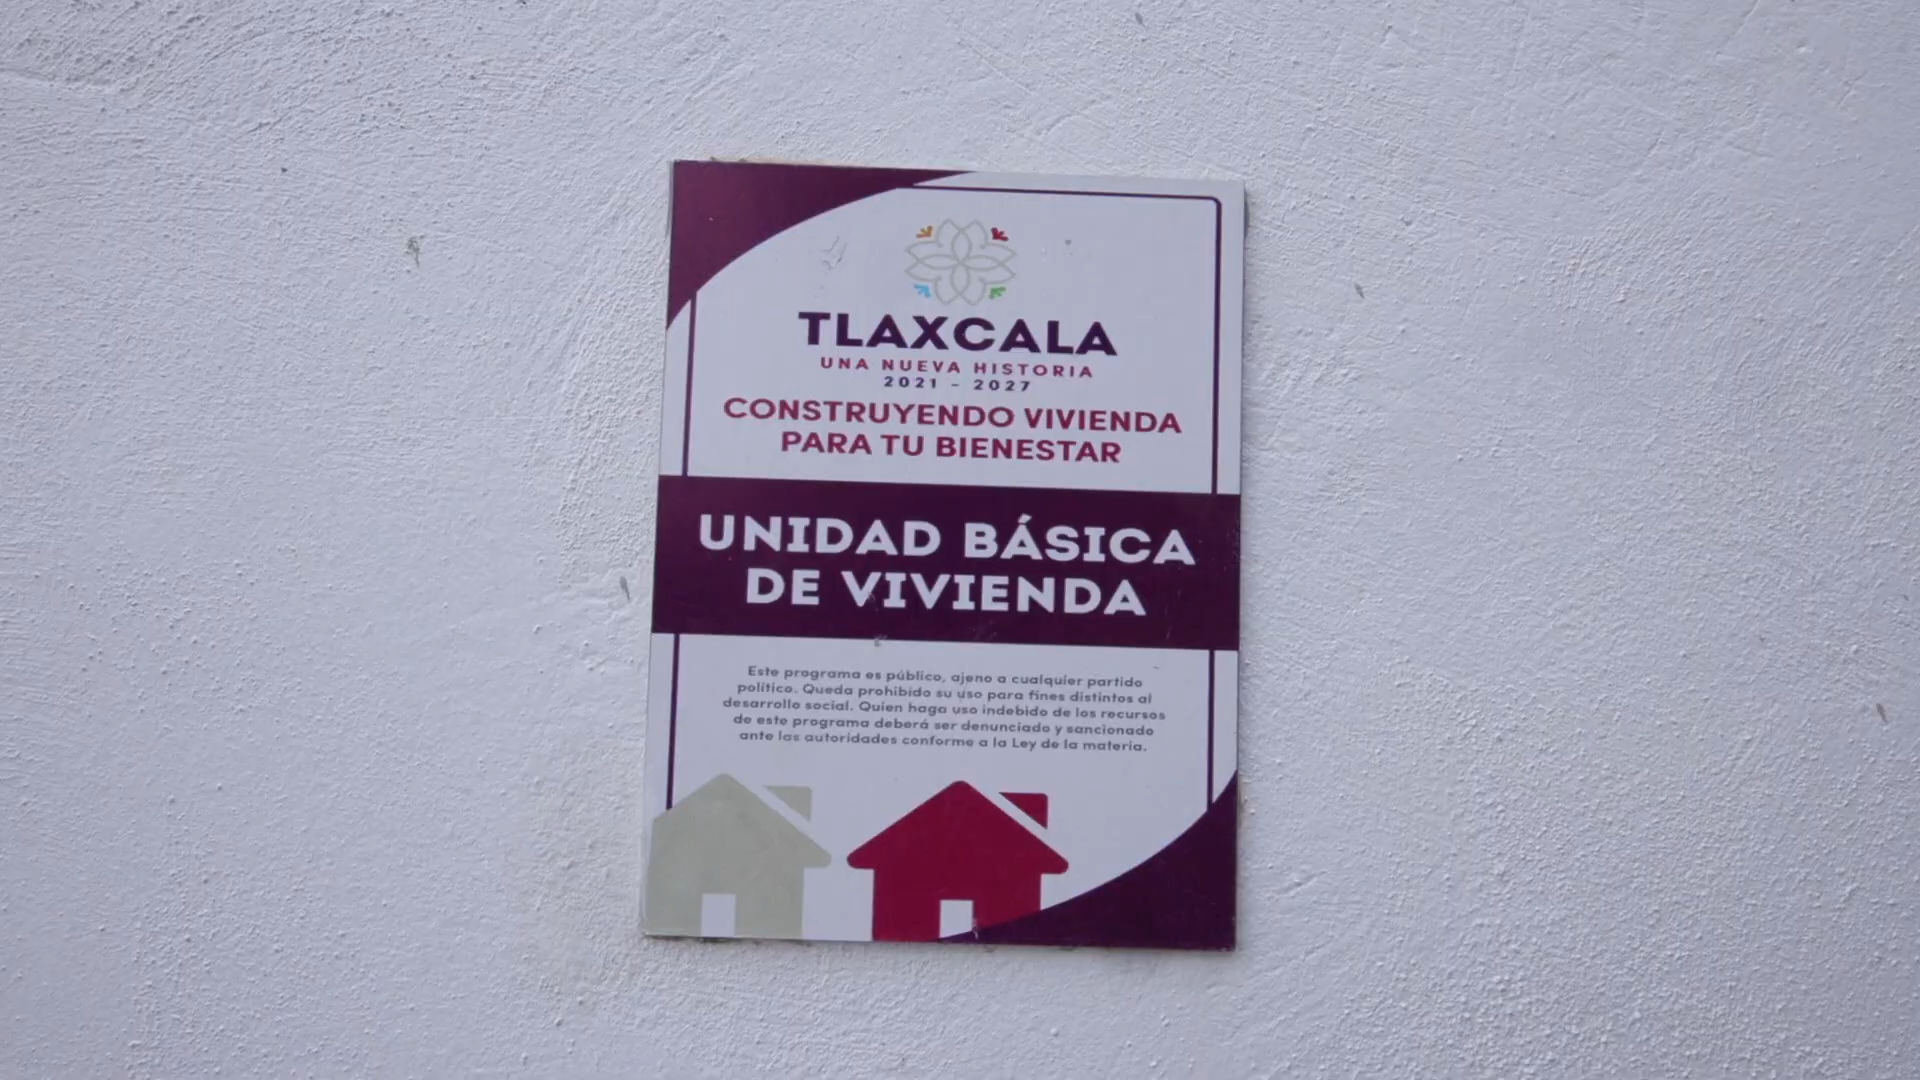 TLAXCALA
UNA NUEVA HISTORIA
2021 - 2027
CONSTRUYENDO VIVIENDA
PARA TU BIENESTAR
UNIDAD BÁSICA
DE VIVIENDA
Este programa es público, ajeno a cualquier partido
político. Queda prohibido su uso para fines distintos al
desarrollo social. Quien haga uso indebido de los recursos
de este programa deberá ser denunciado y sancionado
ante las autoridades conforme a la Ley de la materia.